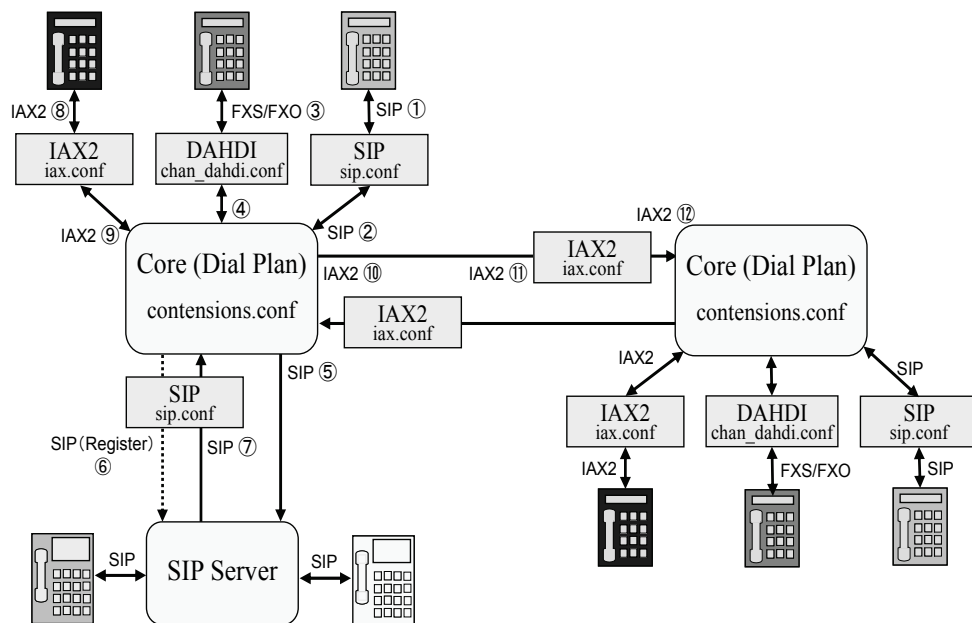 IAX2 ⑧
FXS/FXO ③
SIP ①
IAX2
iax.conf
DAHDI
chan_dahdi.conf
SIP
sip.conf
IAX2 ⑨
④
SIP ②
Core (Dial Plan)
contensions.conf
IAX2 ⑩
IAX2 ⑪
IAX2
iax.conf
IAX2 ⑫
Core (Dial Plan)
contensions.conf
IAX2
iax.conf
SIP ⑤
SIP
sip.conf
SIP(Register)
⑥
SIP ⑦
IAX2
SIP
IAX2
iax.conf
DAHDI
chan_dahdi.conf
SIP
sip.conf
IAX2
FXS/FXO
SIP
SIP
SIP Server
SIP